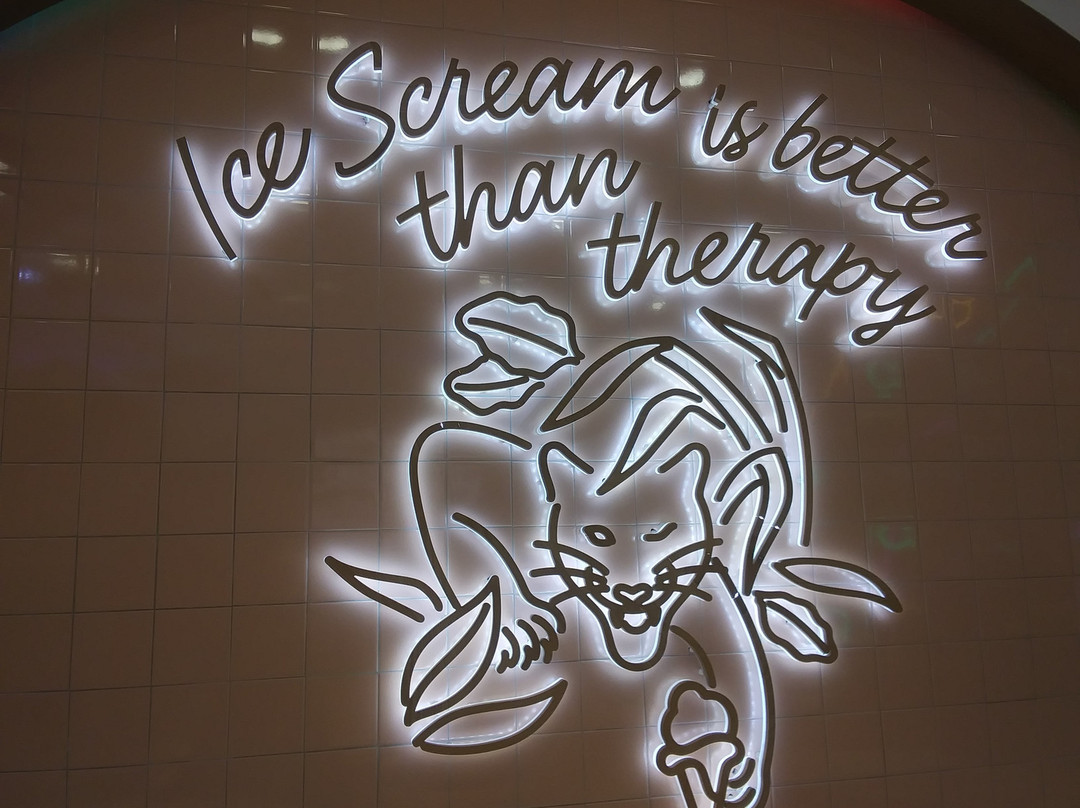 Ice Scream is better
than therapy